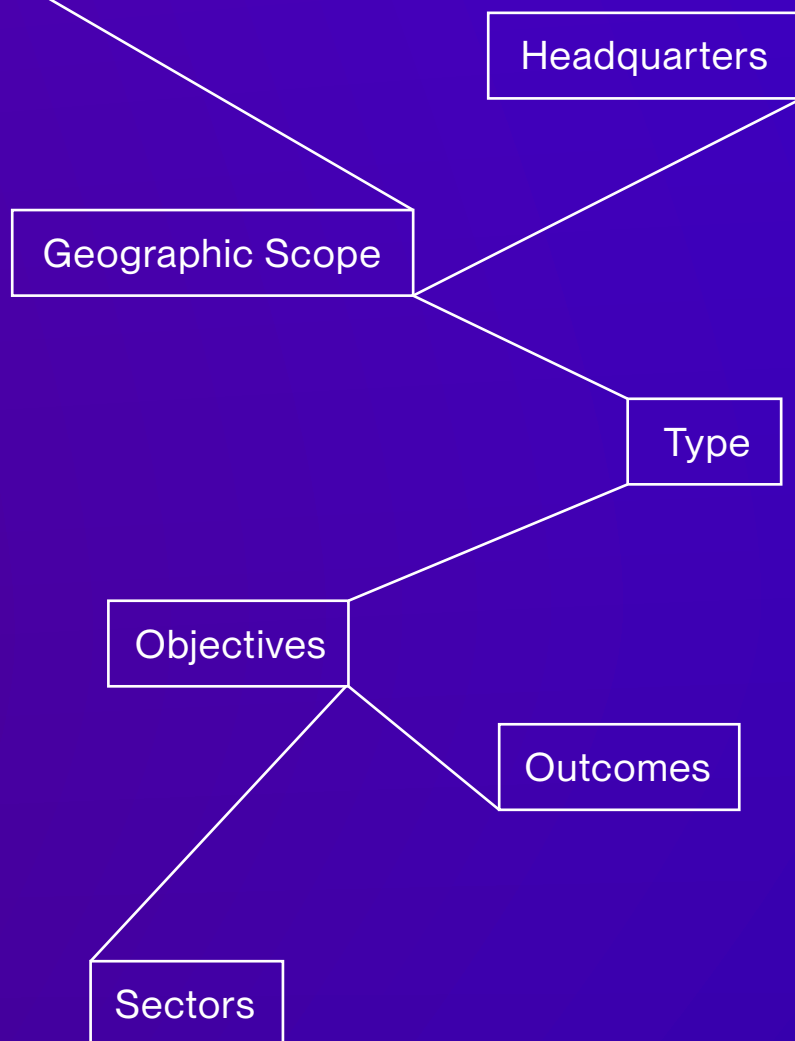 Headquarters
Geographic Scope
Type
Objectives
Outcomes
Sectors